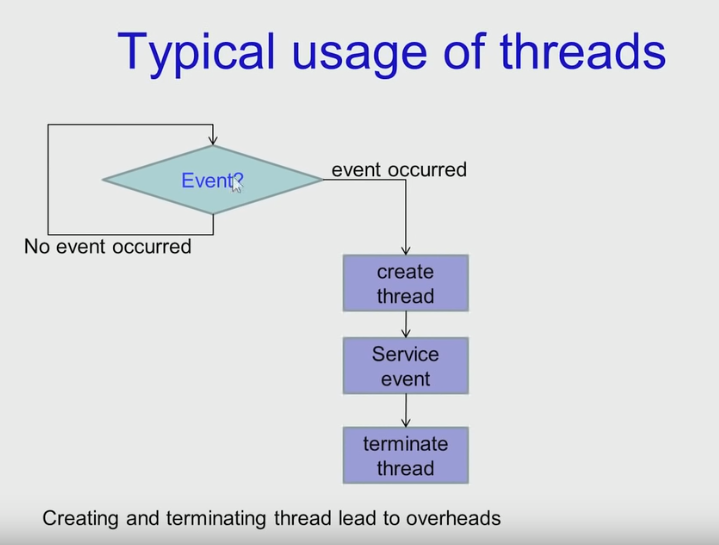 Typical usage of threads
Event?
event occurred
No event occurred
create
thread
Service
event
terminate
thread
Creating and terminating thread lead to overheads